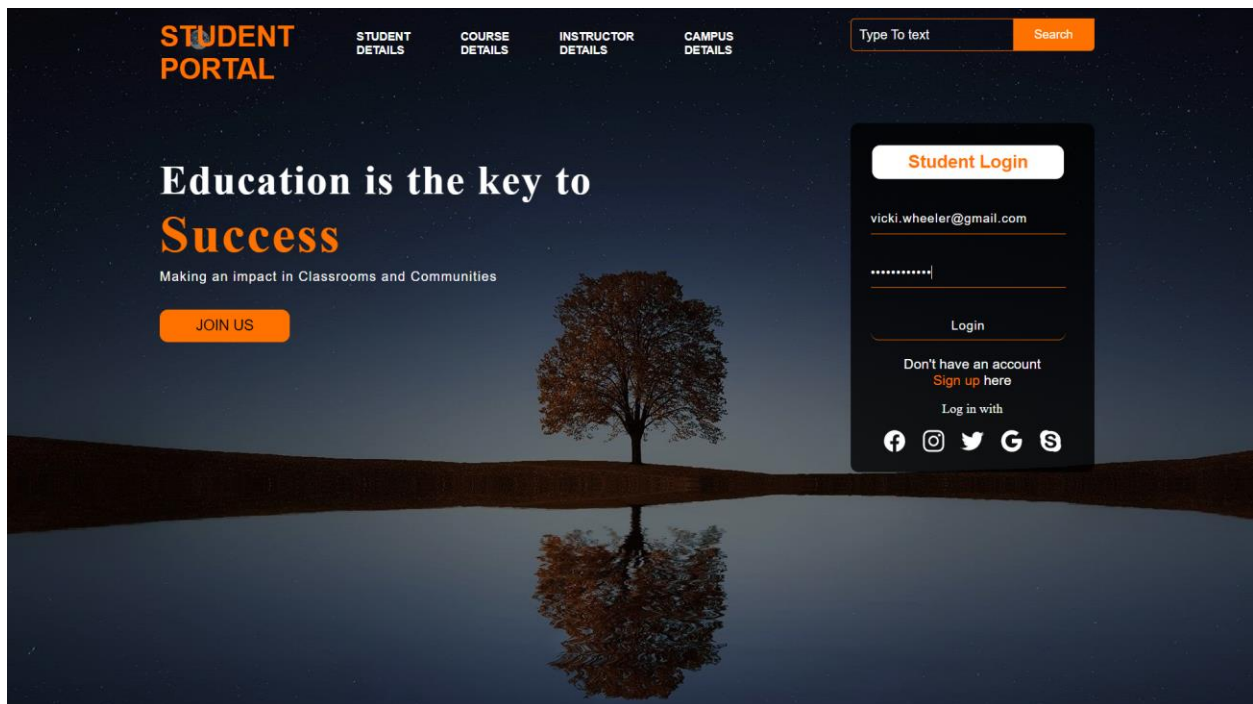 STUDENT
PORTAL
STUDENT
DETAILS
COURSE
DETAILS
INSTRUCTOR
DETAILS
CAMPUS
DETAILS
Type To text
Search
Education is the key to
Success
Making an impact in Classrooms and Communities
JOIN US
Student Login
vicki.wheeler@gmail.com
••••••••••••
Login
Don't have an account
Sign up here
Log in with